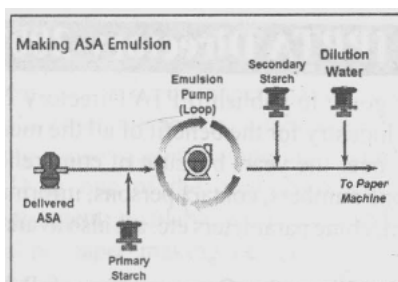 Making ASA Emulsion
Emulsion
Pump
(Loop)
Secondary
Starch
Dilution
Water
Delivered
ASA
Primary
Starch
To Paper
Machine